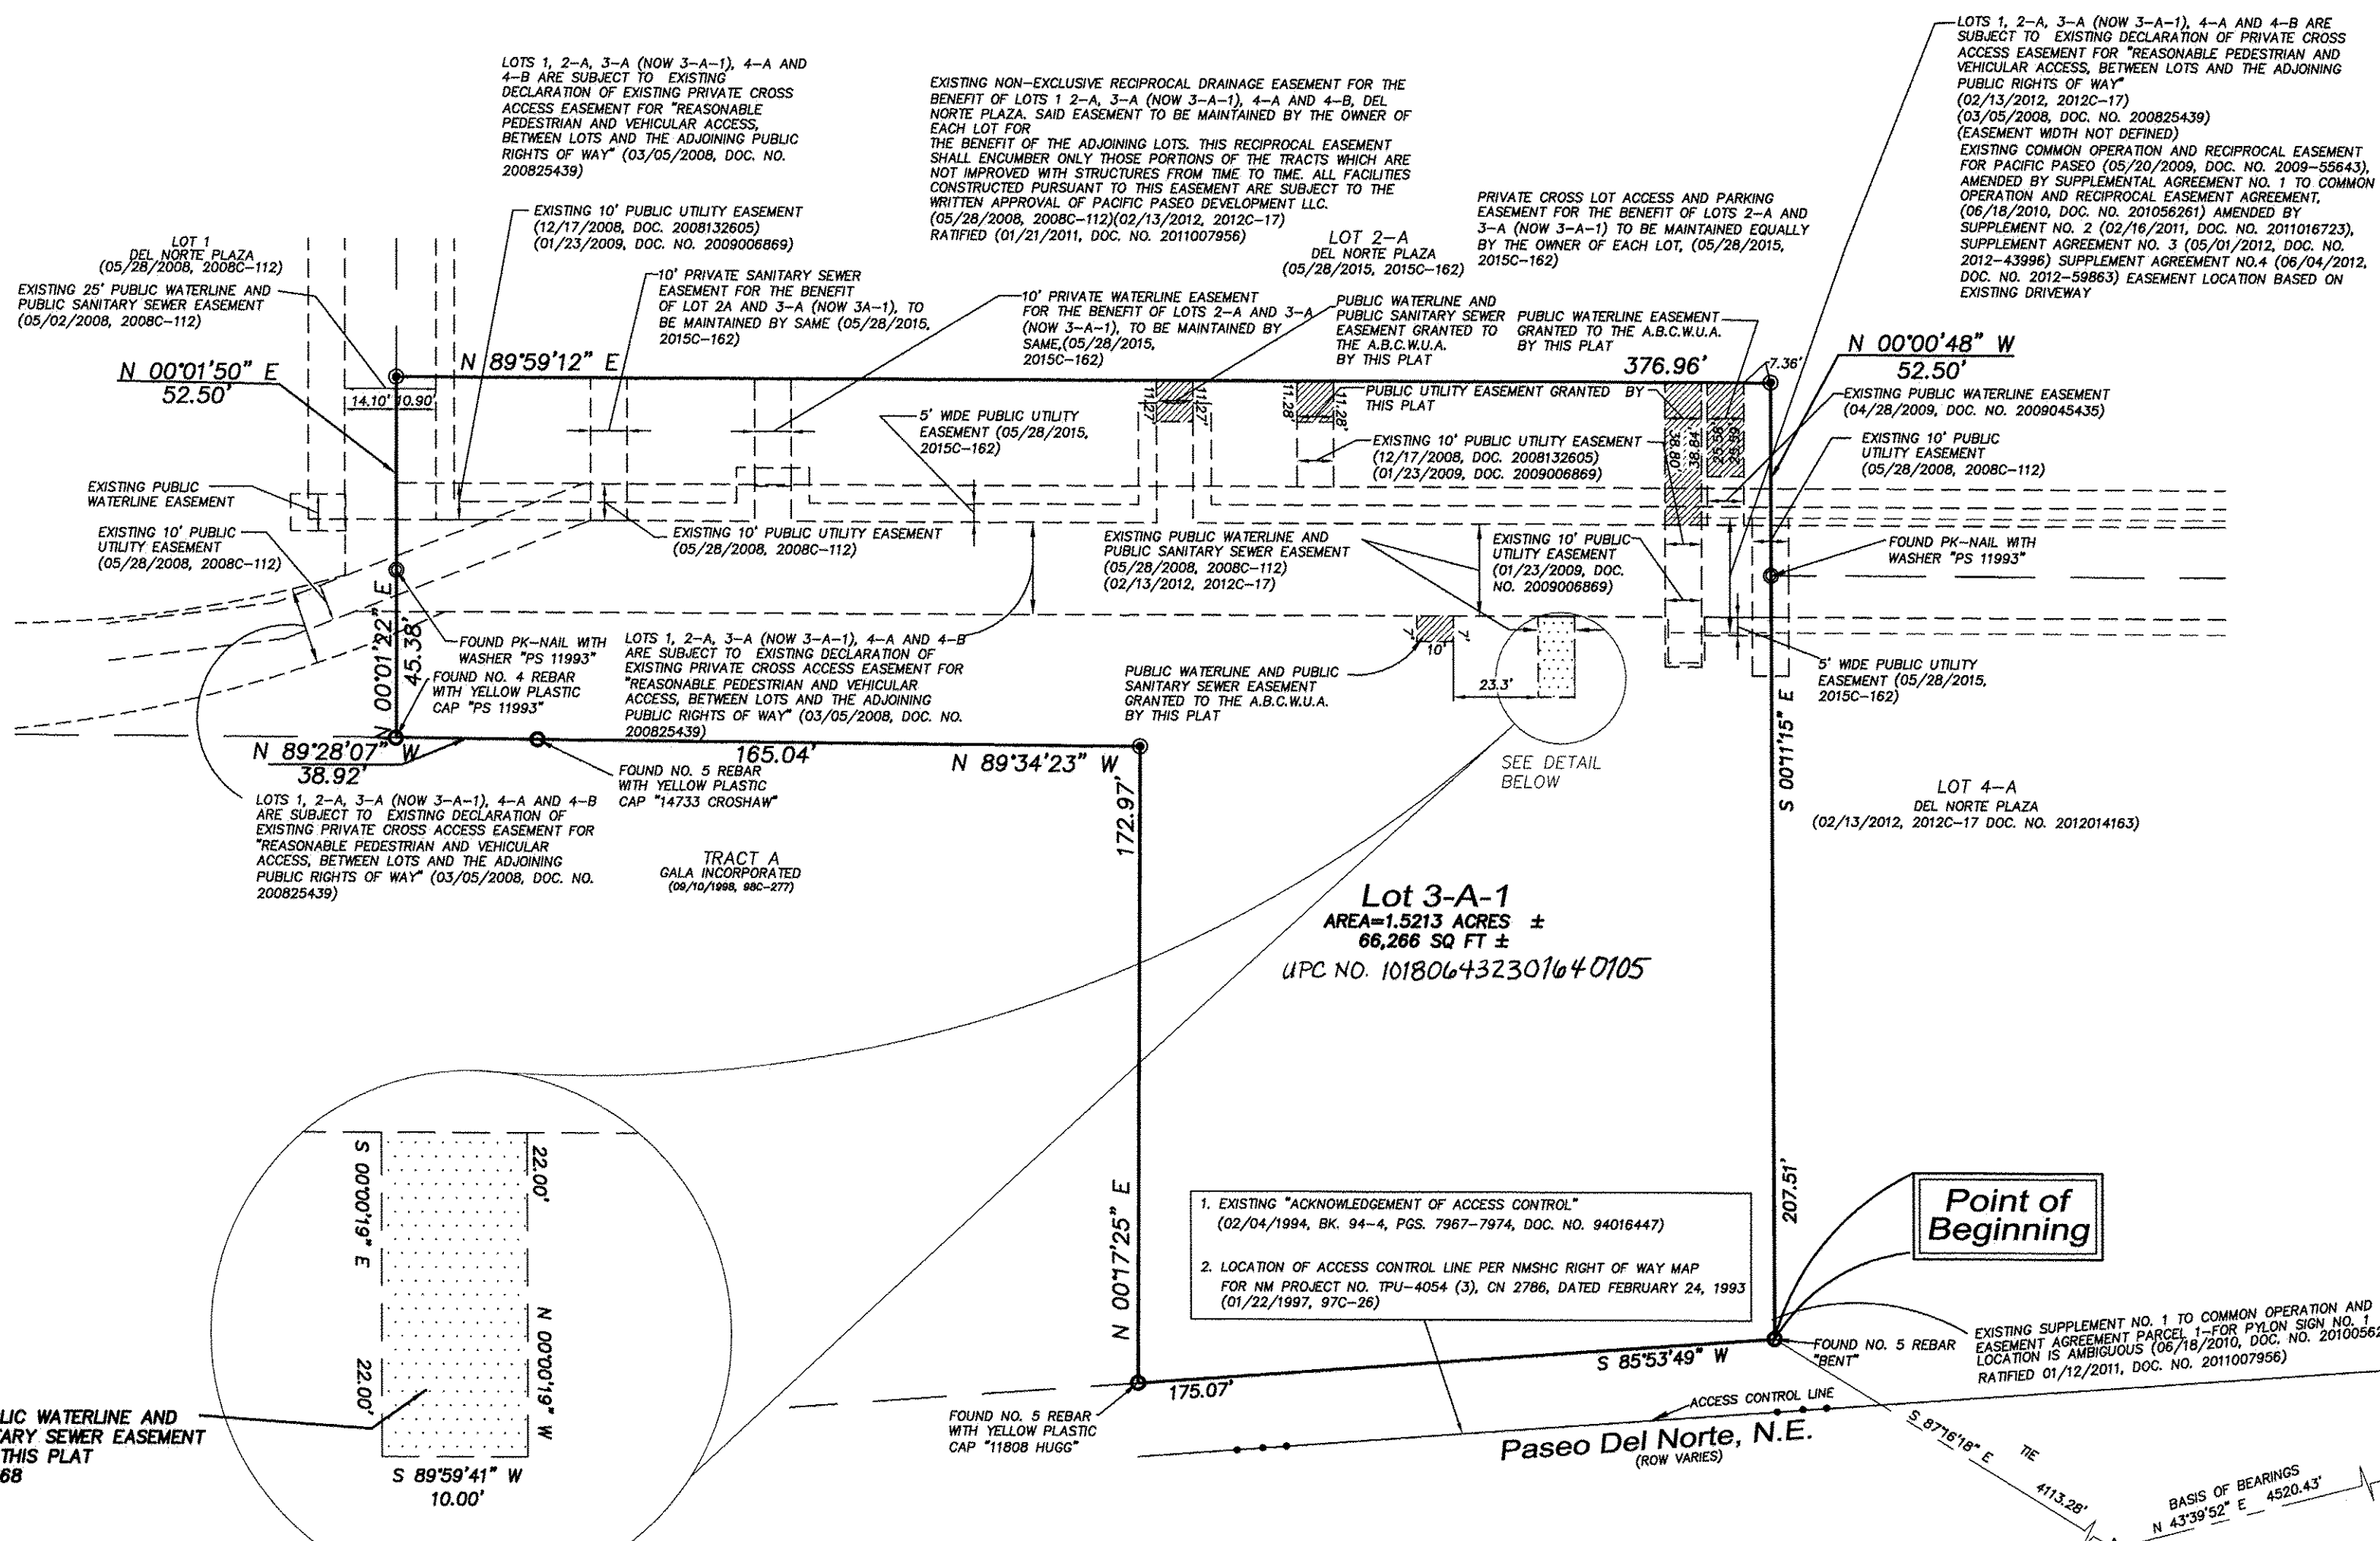 LOTS 1, 2-A, 3-A (NOW 3-A-1), 4-A AND
4-B ARE SUBJECT TO EXISTING
DECLARATION OF EXISTING PRIVATE CROSS
ACCESS EASEMENT FOR "REASONABLE
PEDESTRIAN AND VEHICULAR ACCESS,
BETWEEN LOTS AND THE ADJOINING PUBLIC
RIGHTS OF WAY" (03/05/2008, DOC. NO.
200825439)
EXISTING NON-EXCLUSIVE RECIPROCAL DRAINAGE EASEMENT FOR THE
BENEFIT OF LOTS 1 2-A, 3-A (NOW 3-A-1), 4-A AND 4-B, DEL
NORTE PLAZA. SAID EASEMENT TO BE MAINTAINED BY THE OWNER OF
EACH LOT FOR
THE BENEFIT OF THE ADJOINING LOTS. THIS RECIPROCAL EASEMENT
SHALL ENCUMBER ONLY THOSE PORTIONS OF THE TRACTS WHICH ARE
NOT IMPROVED WITH STRUCTURES FROM TIME TO TIME. ALL FACILITIES
CONSTRUCTED PURSUANT TO THIS EASEMENT ARE SUBJECT TO THE
WRITTEN APPROVAL OF PACIFIC PASEO DEVELOPMENT LLC.
(05/28/2008, 2008C-112)(02/13/2012, 2012C-17)
RATIFIED (01/21/2011, DOC. NO. 2011007956)
LOTS 1, 2-A, 3-A (NOW 3-A-1), 4-A AND 4-B ARE
SUBJECT TO EXISTING DECLARATION OF PRIVATE CROSS
ACCESS EASEMENT FOR "REASONABLE PEDESTRIAN AND
VEHICULAR ACCESS, BETWEEN LOTS AND THE ADJOINING
PUBLIC RIGHTS OF WAY"
(02/13/2012, 2012C-17)
(03/05/2008, DOC. NO. 200825439)
(EASEMENT WIDTH NOT DEFINED)
EXISTING COMMON OPERATION AND RECIPROCAL EASEMENT
FOR PACIFIC PASEO (05/20/2009, DOC. NO. 2009-55643),
AMENDED BY SUPPLEMENTAL AGREEMENT NO. 1 TO COMMON
OPERATION AND RECIPROCAL EASEMENT AGREEMENT,
(06/18/2010, DOC. NO. 201056261) AMENDED BY
SUPPLEMENT NO. 2 (02/16/2011, DOC. NO. 2011016723),
SUPPLEMENT AGREEMENT NO. 3 (05/01/2012, DOC. NO.
2012-43996) SUPPLEMENT AGREEMENT NO.4 (06/04/2012,
DOC. NO. 2012-59863) EASEMENT LOCATION BASED ON
EXISTING DRIVEWAY
PRIVATE CROSS LOT ACCESS AND PARKING
EASEMENT FOR THE BENEFIT OF LOTS 2-A AND
3-A (NOW 3-A-1) TO BE MAINTAINED EQUALLY
BY THE OWNER OF EACH LOT, (05/28/2015,
2015C-162)
LOT 2-A
DEL NORTE PLAZA
(05/28/2015, 2015C-162)
EXISTING 10' PUBLIC UTILITY EASEMENT
(12/17/2008, DOC. 2008132605)
(01/23/2009, DOC. NO. 2009006869)
LOT 1
DEL NORTE PLAZA
(05/28/2008, 2008C-112)
EXISTING 25' PUBLIC WATERLINE AND
PUBLIC SANITARY SEWER EASEMENT
(05/02/2008, 2008C-112)
10' PRIVATE SANITARY SEWER
EASEMENT FOR THE BENEFIT
OF LOT 2A AND 3-A (NOW 3A-1), TO
BE MAINTAINED BY SAME (05/28/2015,
2015C-162)
10' PRIVATE WATERLINE EASEMENT
FOR THE BENEFIT OF LOTS 2-A AND 3-A
(NOW 3-A-1), TO BE MAINTAINED BY
SAME,(05/28/2015,
2015C-162)
PUBLIC WATERLINE AND
PUBLIC SANITARY SEWER
EASEMENT GRANTED TO
THE A.B.C.W.U.A.
BY THIS PLAT
PUBLIC WATERLINE EASEMENT
GRANTED TO THE A.B.C.W.U.A.
BY THIS PLAT
N 00°01'50" E
52.50'
N 89°59'12" E
376.96'
7.36'
N 00°00'48" W
52.50'
14.10' 10.90'
11.27'
11.27'
11.28'
11.28'
38.80'
38.84'
25.58'
25.59'
PUBLIC UTILITY EASEMENT GRANTED BY
THIS PLAT
EXISTING PUBLIC WATERLINE EASEMENT
(04/28/2009, DOC. NO. 2009045435)
5' WIDE PUBLIC UTILITY
EASEMENT (05/28/2015,
2015C-162)
EXISTING 10' PUBLIC UTILITY EASEMENT
(12/17/2008, DOC. 2008132605)
(01/23/2009, DOC. NO. 2009006869)
EXISTING 10' PUBLIC
UTILITY EASEMENT
(05/28/2008, 2008C-112)
EXISTING PUBLIC
WATERLINE EASEMENT
EXISTING 10' PUBLIC
UTILITY EASEMENT
(05/28/2008, 2008C-112)
EXISTING 10' PUBLIC UTILITY EASEMENT
(05/28/2008, 2008C-112)
EXISTING PUBLIC WATERLINE AND
PUBLIC SANITARY SEWER EASEMENT
(05/28/2008, 2008C-112)
(02/13/2012, 2012C-17)
EXISTING 10' PUBLIC
UTILITY EASEMENT
(01/23/2009, DOC.
NO. 2009006869)
FOUND PK-NAIL WITH
WASHER "PS 11993"
N 00°01'22" E
45.38'
FOUND PK-NAIL WITH
WASHER "PS 11993"
FOUND NO. 4 REBAR
WITH YELLOW PLASTIC
CAP "PS 11993"
LOTS 1, 2-A, 3-A (NOW 3-A-1), 4-A AND 4-B
ARE SUBJECT TO EXISTING DECLARATION OF
EXISTING PRIVATE CROSS ACCESS EASEMENT FOR
"REASONABLE PEDESTRIAN AND VEHICULAR
ACCESS, BETWEEN LOTS AND THE ADJOINING
PUBLIC RIGHTS OF WAY" (03/05/2008, DOC. NO.
200825439)
PUBLIC WATERLINE AND PUBLIC
SANITARY SEWER EASEMENT
GRANTED TO THE A.B.C.W.U.A.
BY THIS PLAT
7'
7'
10'
23.3'
5' WIDE PUBLIC UTILITY
EASEMENT (05/28/2015,
2015C-162)
S 00°11'15" E
207.51'
N 89°28'07" W
38.92'
165.04'
N 89°34'23" W
FOUND NO. 5 REBAR
WITH YELLOW PLASTIC
CAP "14733 CROSHAW"
SEE DETAIL
BELOW
LOTS 1, 2-A, 3-A (NOW 3-A-1), 4-A AND 4-B
ARE SUBJECT TO EXISTING DECLARATION OF
EXISTING PRIVATE CROSS ACCESS EASEMENT FOR
"REASONABLE PEDESTRIAN AND VEHICULAR
ACCESS, BETWEEN LOTS AND THE ADJOINING
PUBLIC RIGHTS OF WAY" (03/05/2008, DOC. NO.
200825439)
TRACT A
GALA INCORPORATED
(09/10/1998, 98C-277)
172.97'
N 00°17'25" E
LOT 4-A
DEL NORTE PLAZA
(02/13/2012, 2012C-17 DOC. NO. 2012014163)
Lot 3-A-1
AREA=1.5213 ACRES ±
66,266 SQ FT ±
UPC NO. 101806432301640105
S 00°00'19" E
22.00'
22.00'
N 00°00'19" W
S 89°59'41" W
10.00'
LIC WATERLINE AND
TARY SEWER EASEMENT
THIS PLAT
68
1. EXISTING "ACKNOWLEDGEMENT OF ACCESS CONTROL"
(02/04/1994, BK. 94-4, PGS. 7967-7974, DOC. NO. 94016447)
2. LOCATION OF ACCESS CONTROL LINE PER NMSHC RIGHT OF WAY MAP
FOR NM PROJECT NO. TPU-4054 (3), CN 2786, DATED FEBRUARY 24, 1993
(01/22/1997, 97C-26)
Point of
Beginning
S 85°53'49" W
175.07'
FOUND NO. 5 REBAR
"BENT"
EXISTING SUPPLEMENT NO. 1 TO COMMON OPERATION AND
EASEMENT AGREEMENT PARCEL 1-FOR PYLON SIGN NO. 1
LOCATION IS AMBIGUOUS (06/18/2010, DOC. NO. 20100562
RATIFIED 01/12/2011, DOC. NO. 2011007956)
FOUND NO. 5 REBAR
WITH YELLOW PLASTIC
CAP "11808 HUGG"
ACCESS CONTROL LINE
Paseo Del Norte, N.E.
(ROW VARIES)
S 87°16'18" E
TIE
4113.28'
BASIS OF BEARINGS
N 43°39'52" E 4520.43'